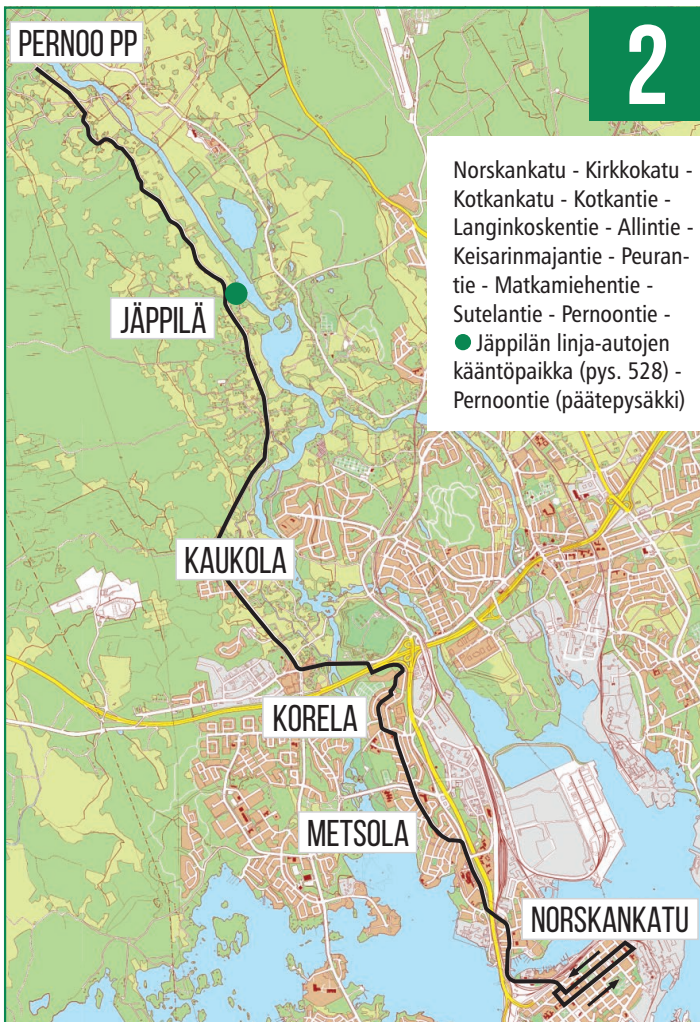 PERNOO PP
2
Norskankatu - Kirkkokatu -
Kotkankatu - Kotkantie -
Langinkoskentie - Allintie -
Keisarinmajantie - Peuran-
tie - Matkamiehentie -
Sutelantie - Pernoontie -
Jäppilän linja-autojen
kääntöpaikka (pys. 528) -
Pernoontie (päätepysäkki)
JÄPPILÄ
KAUKOLA
KORELA
METSOLA
NORSKANKATU